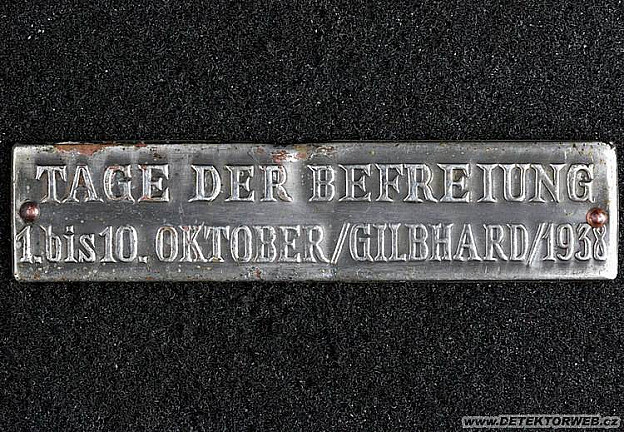 TAGE DER BEFREIUNG
1. bis 10. OKTOBER/GILBHARD/1938
WWW.DETEKTORWEB.CZ